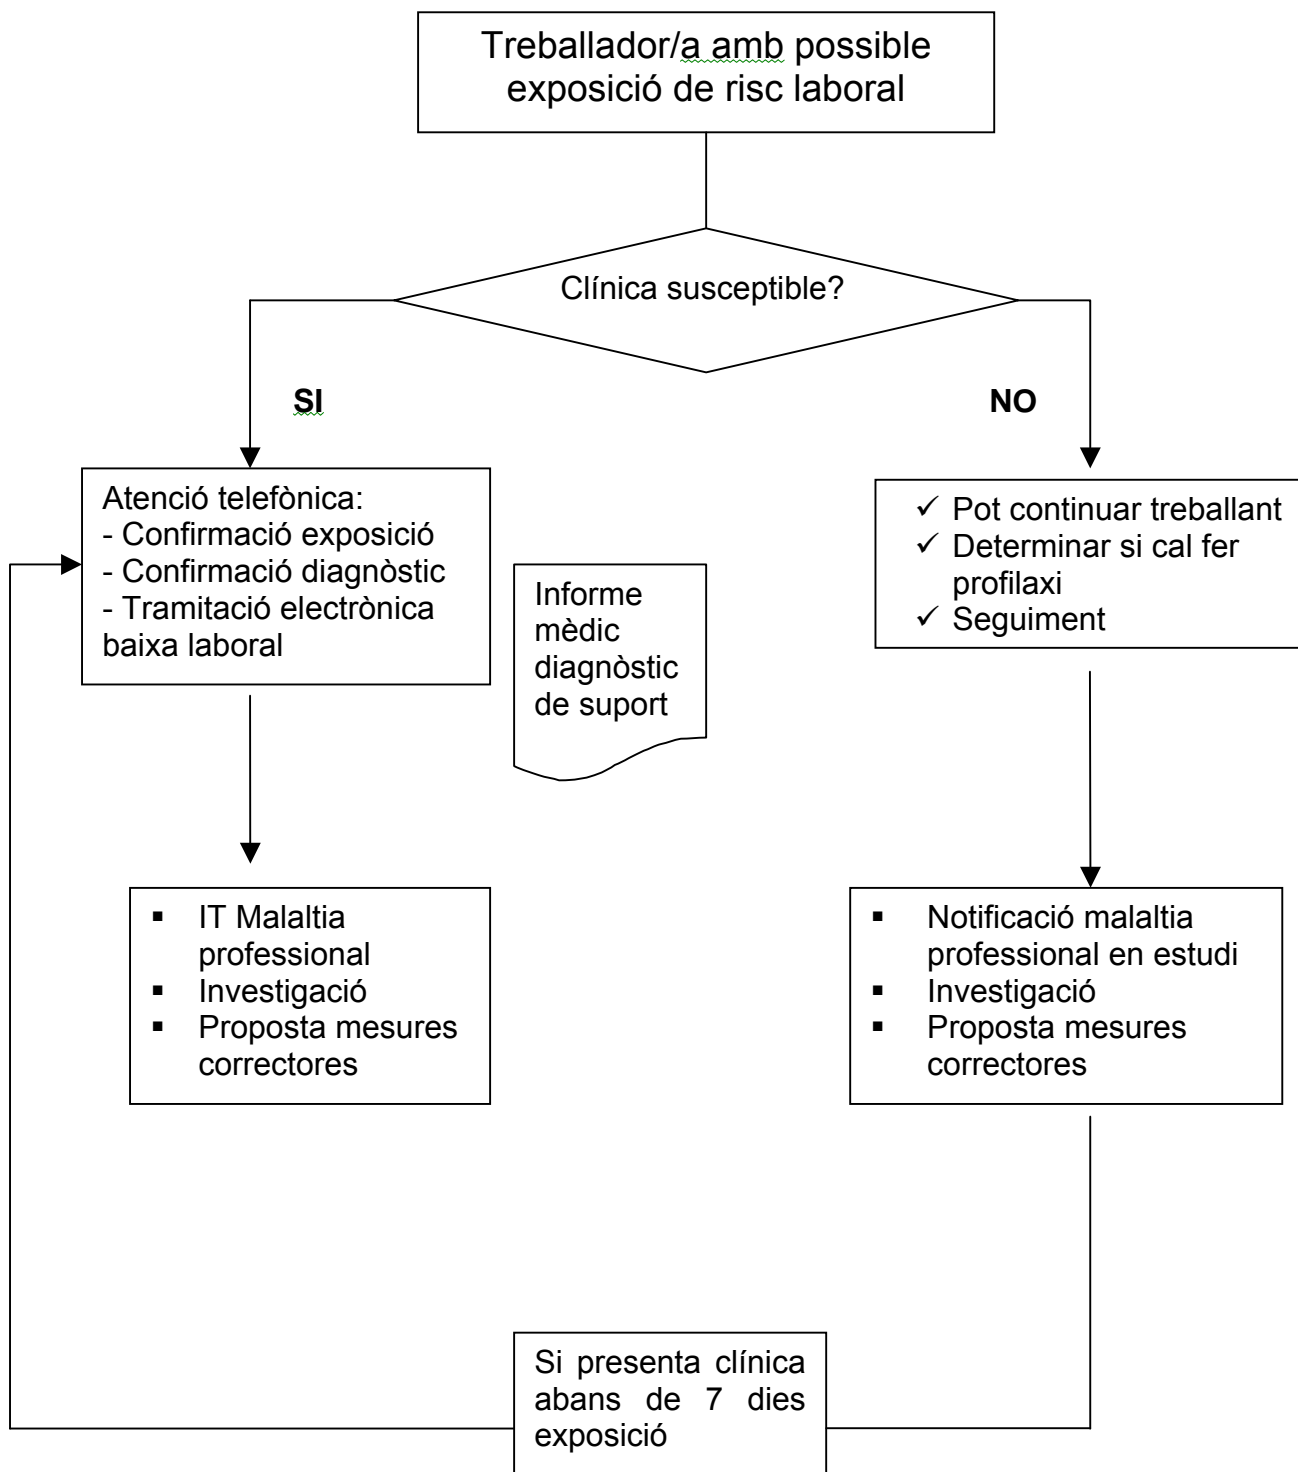 Treballador/a amb possible
exposició de risc laboral
Clínica susceptible?
SI
NO
Atenció telefònica:
- Confirmació exposició
- Confirmació diagnòstic
- Tramitació electrònica
baixa laboral
Informe
mèdic
diagnòstic
de suport
✓ Pot continuar treballant
✓ Determinar si cal fer
profilaxi
✓ Seguiment
▪ IT Malaltia
professional
▪ Investigació
▪ Proposta mesures
correctores
▪ Notificació malaltia
professional en estudi
▪ Investigació
▪ Proposta mesures
correctores
Si presenta clínica
abans de 7 dies
exposició